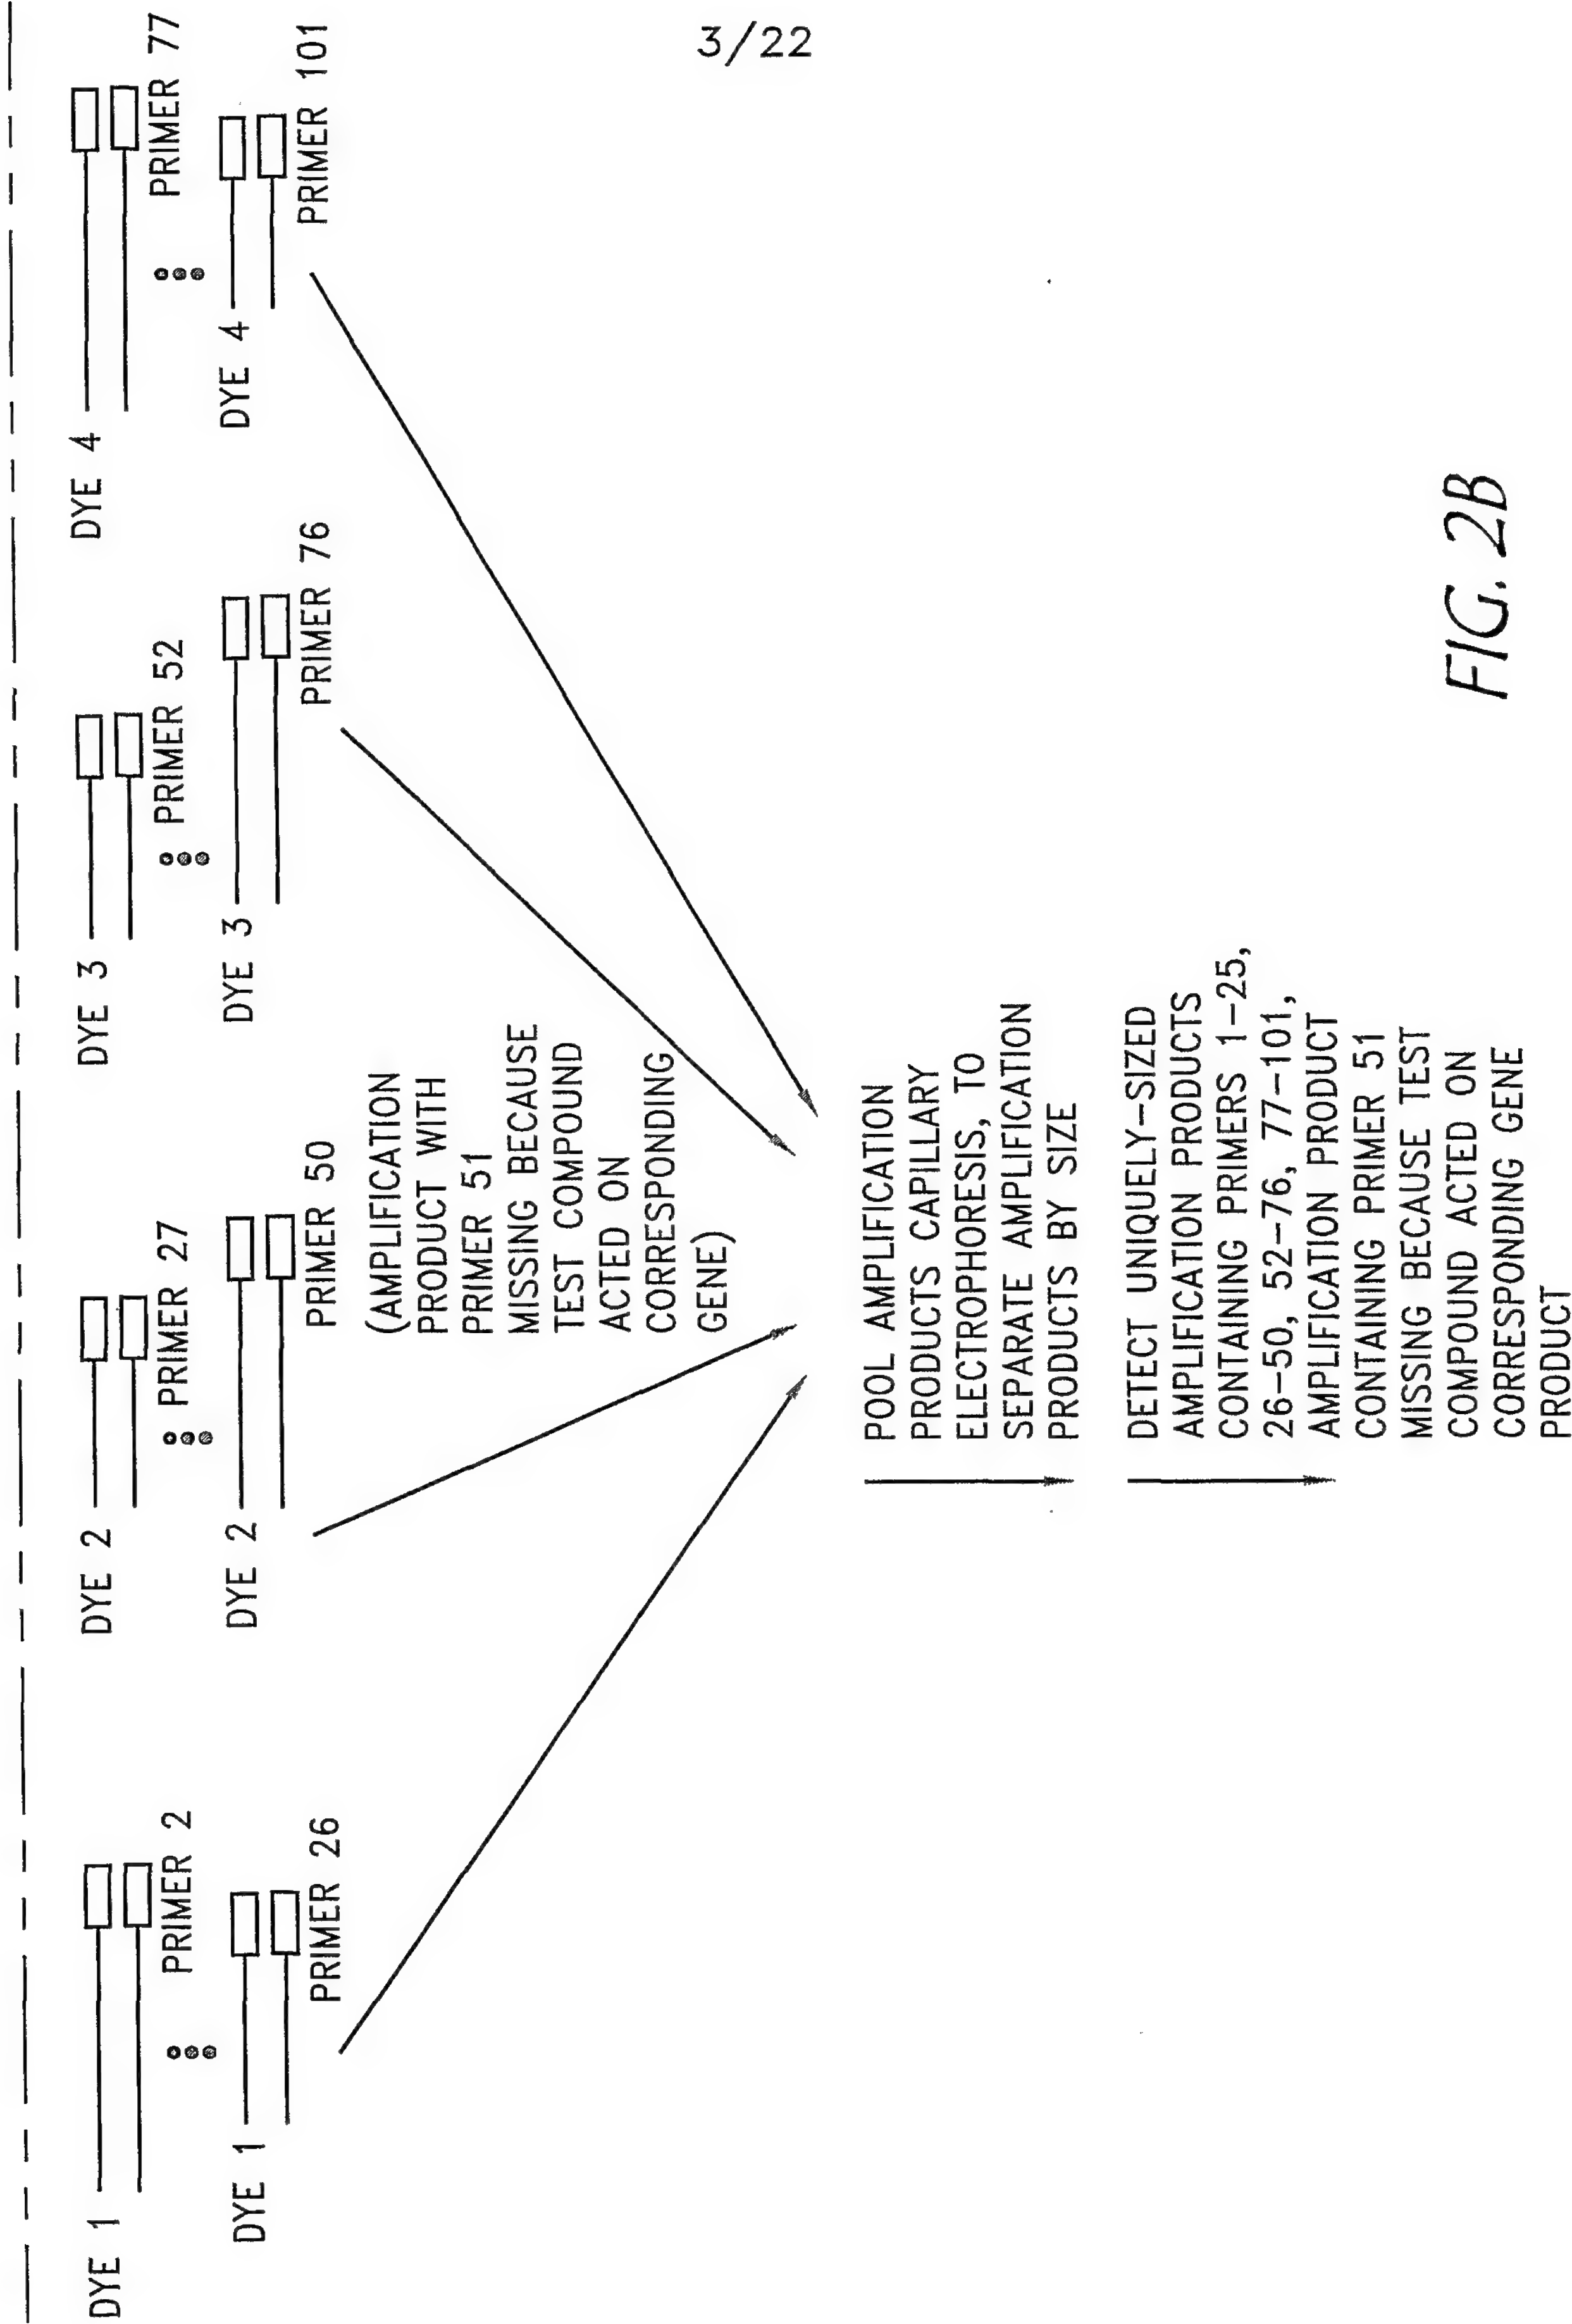 3/22
DYE 1
PRIMER 2
DYE 1
PRIMER 26
DYE 2
PRIMER 27
DYE 2
PRIMER 50
(AMPLIFICATION
PRODUCT WITH
PRIMER 51
MISSING BECAUSE
TEST COMPOUND
ACTED ON
CORRESPONDING
GENE)
DYE 3
PRIMER 52
DYE 3
PRIMER 76
DYE 4
PRIMER 77
DYE 4
PRIMER 101
POOL AMPLIFICATION
PRODUCTS CAPILLARY
ELECTROPHORESIS, TO
SEPARATE AMPLIFICATION
PRODUCTS BY SIZE
DETECT UNIQUELY-SIZED
AMPLIFICATION PRODUCTS
CONTAINING PRIMERS 1-25,
26-50, 52-76, 77-101,
AMPLIFICATION PRODUCT
CONTAINING PRIMER 51
MISSING BECAUSE TEST
COMPOUND ACTED ON
CORRESPONDING GENE
PRODUCT
FIG. 2B